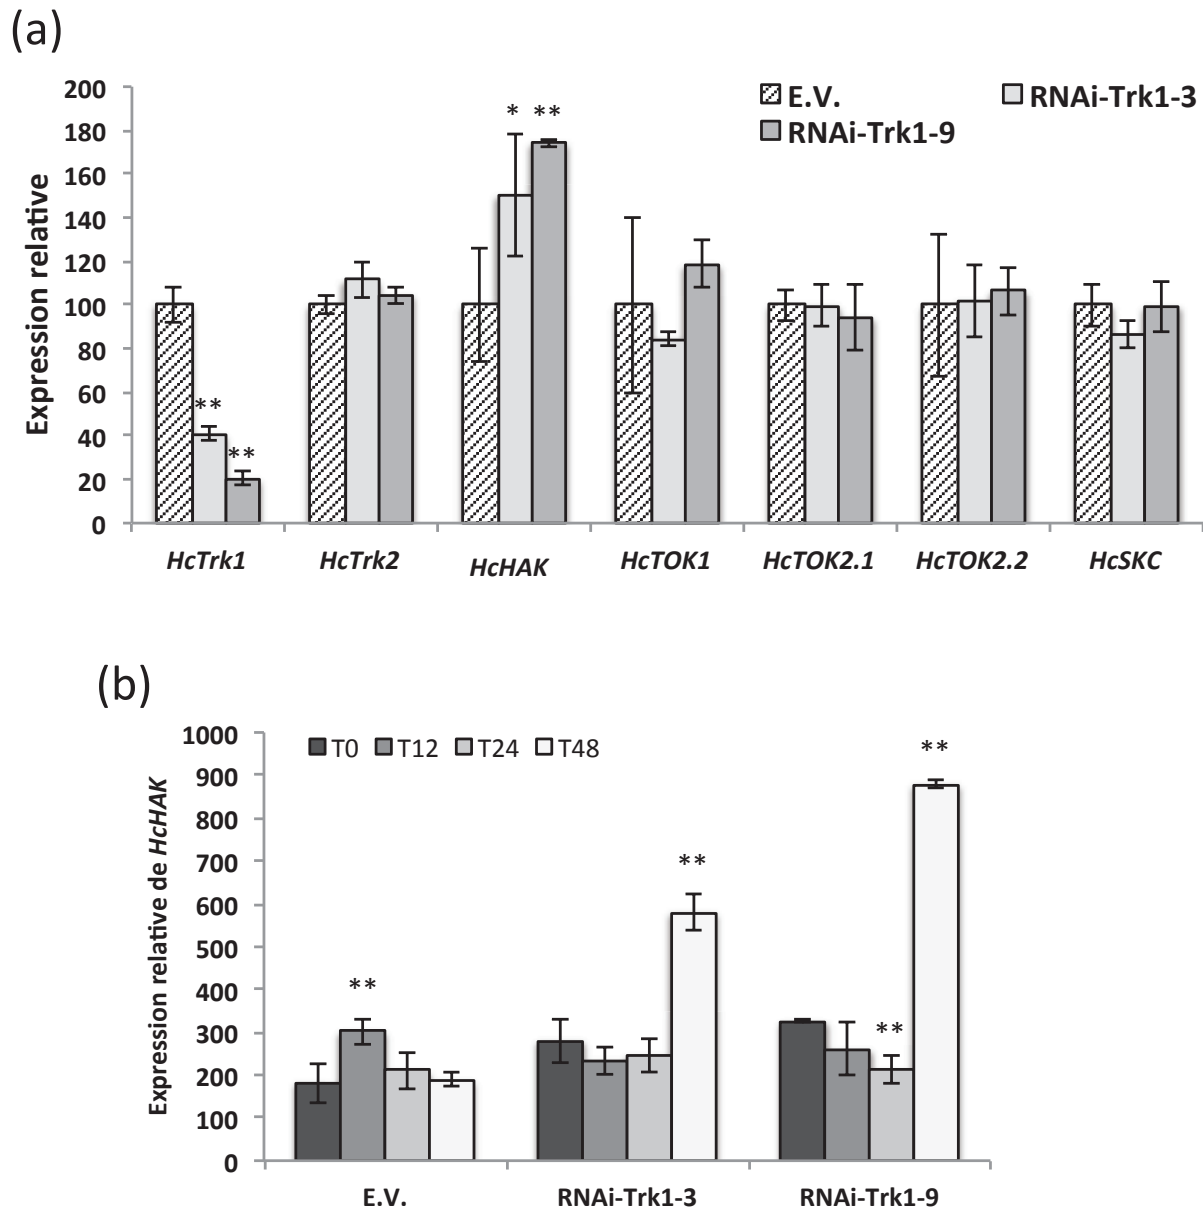 (a)
200
180
160
140
120
100
80
60
40
20
0
Expression relative
E.V.
RNAi-Trk1-3
RNAi-Trk1-9
* **
**
**
HcTrk1 HcTrk2 HcHAK HcTOK1 HcTOK2.1 HcTOK2.2 HcSKC
(b)
1000
900
800
700
600
500
400
300
200
100
0
Expression relative de HcHAK
T0 T12 T24 T48
**
**
**
**
E.V. RNAi-Trk1-3 RNAi-Trk1-9